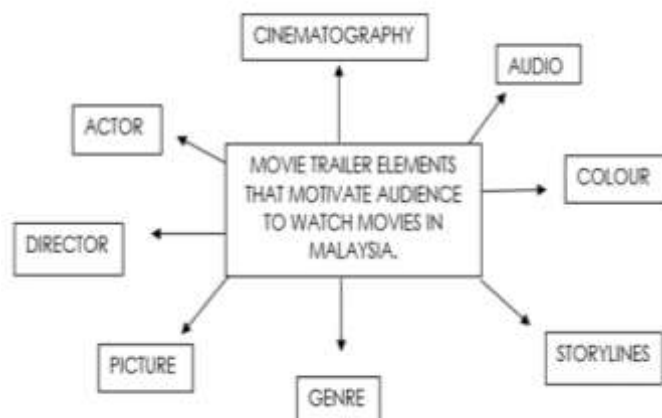 CINEMATOGRAPHY
AUDIO
ACTOR
MOVIE TRAILER ELEMENTS
THAT MOTIVATE AUDIENCE
TO WATCH MOVIES IN
MALAYSIA.
COLOUR
DIRECTOR
PICTURE
STORYLINES
GENRE